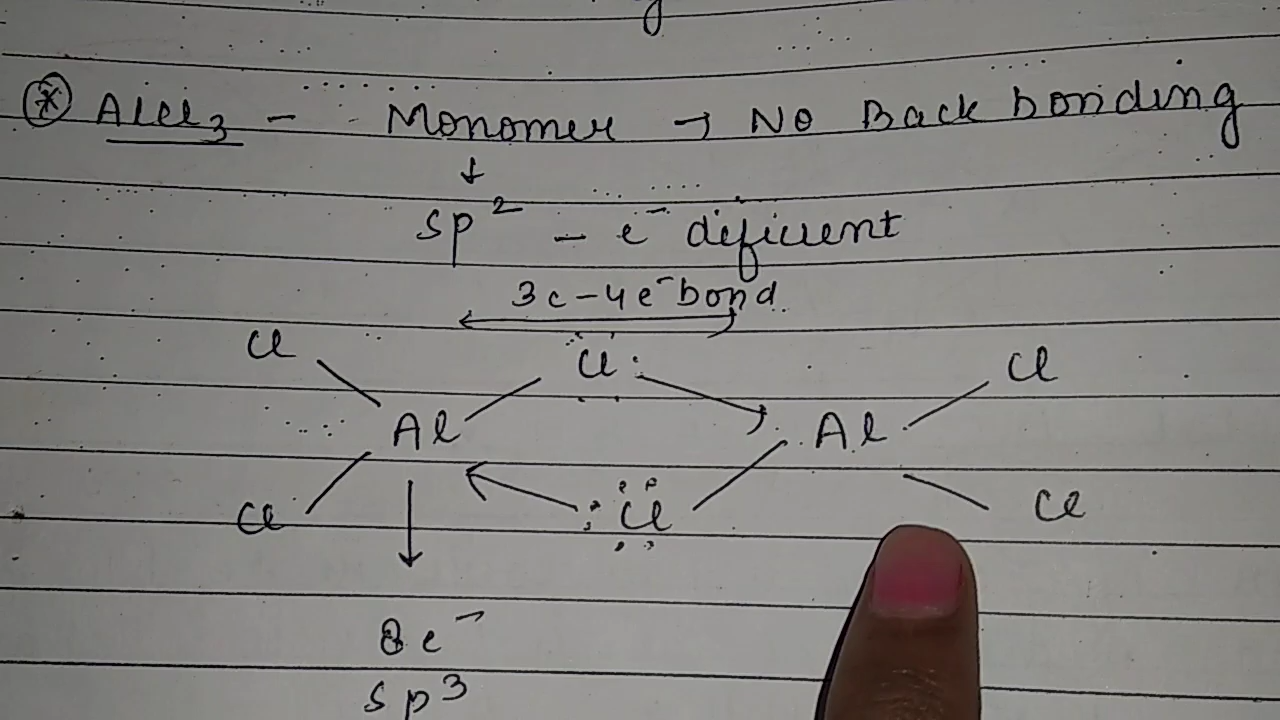 * AlCl3 - Monomer → No Back bonding
↓
sp2 - e- deficient
3c-4e- bond
Cl Cl Cl
Al Al
Cl Cl Cl
8e-
sp3